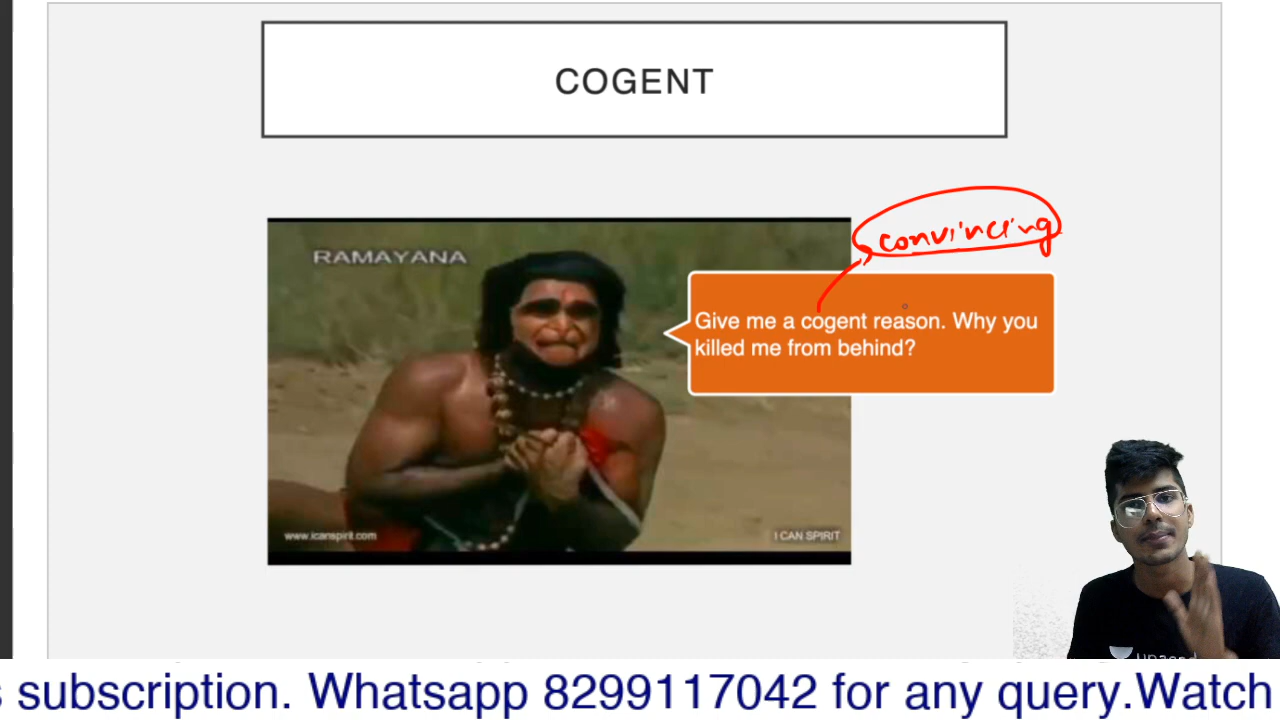 COGENT
convincing
RAMAYANA
Give me a cogent reason. Why you
killed me from behind?
www.icanspirit.com
I CAN SPIRIT
s subscription. Whatsapp 8299117042 for any query.Watch